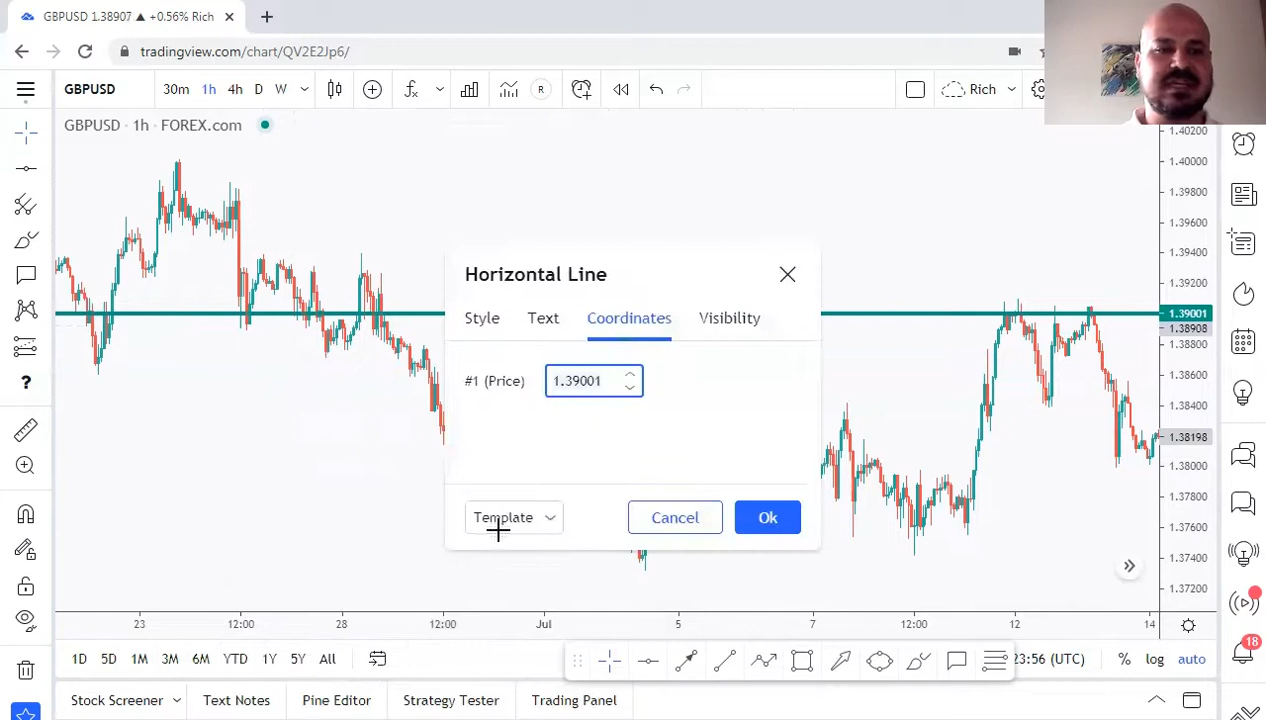 GBPUSD 1.38907 ▲ +0.56% Rich
tradingview.com/chart/QV2E2Jp6/
GBPUSD 30m 1h 4h D W R Rich
GBPUSD · 1h · FOREX.com
1.40200
1.40000
1.39800
1.39600
1.39400
1.39200
1.39001
1.38908
1.38800
1.38600
1.38400
1.38198
1.38000
1.37800
1.37600
1.37400
1.37200
Horizontal Line
Style Text Coordinates Visibility
#1 (Price) 1.39001
Template Cancel Ok
23 12:00 28 12:00 Jul 5 7 12:00 12 14
1D 5D 1M 3M 6M YTD 1Y 5Y All 23:56 (UTC) % log auto
18
Stock Screener Text Notes Pine Editor Strategy Tester Trading Panel